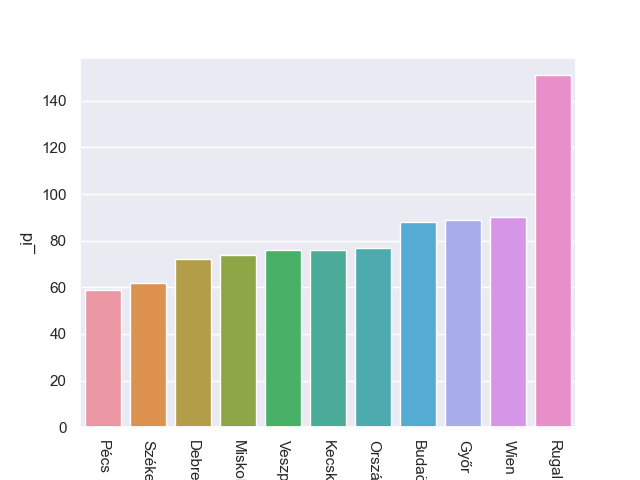 140
120
100
80
60
40
20
0
_id
Pécs
Széke
Debre
Misko
Veszp
Kecsk
Orszá
Budaö
Győr
Wien
Rugal